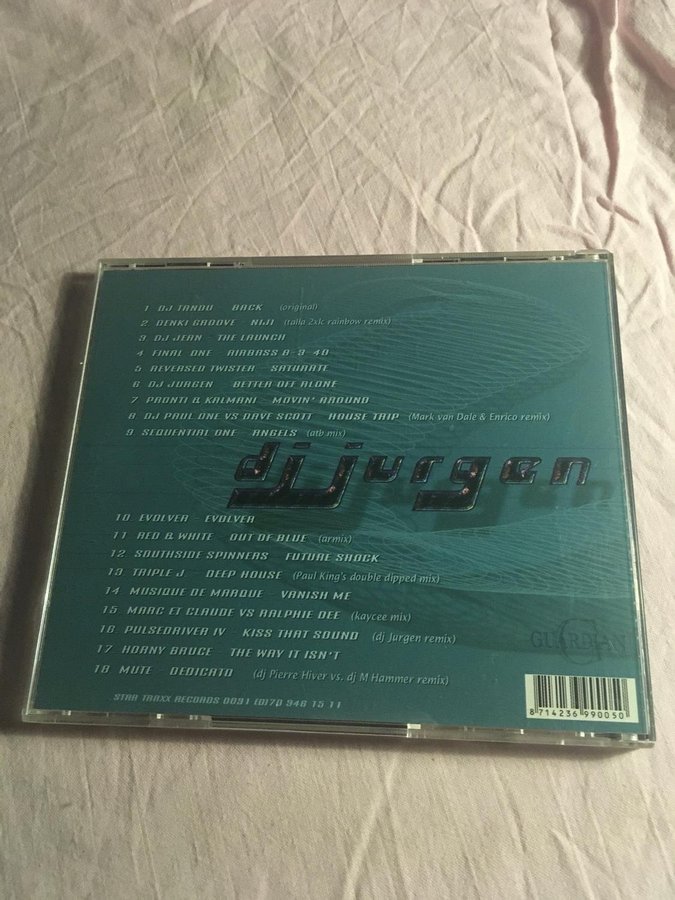 1 DJ TANDU - BACK (original)
2 DENKI GROOVE - NIJI (talla 2xlc rainbow remix)
3 DJ JEAN - THE LAUNCH
4 FINAL ONE - AIRBASS 0-9-40
5 REVERSED TWISTER - SATURATE
6 DJ JURGEN - BETTER OFF ALONE
7 PRONTI & KALMANI - MOVIN' AROUND
8 DJ PAUL ONE VS DAVE SCOTT - HOUSE TRIP (Mark van Dale & Enrico remix)
9 SEQUENTIAL ONE - ANGELS (atb mix)
dj jurgen
10 EVOLVER - EVOLVER
11 RED & WHITE - OUT OF BLUE (armix)
12 SOUTHSIDE SPINNERS - FUTURE SHOCK
13 TRIPLE J - DEEP HOUSE (Paul King's double dipped mix)
14 MUSIQUE DE MARQUE - VANISH ME
15 MARC ET CLAUDE VS RALPHIE DEE (kaycee mix)
16 PULSEDRIVER IV - KISS THAT SOUND (dj Jurgen remix)
17 HORNY BRUCE - THE WAY IT ISN'T
18 MUTE - DEDICATO (dj Pierre Hiver vs. dj M Hammer remix)
GUARDIAN
STAR TRAXX RECORDS 0031 (0)70 346 15 11
8 714236 990050